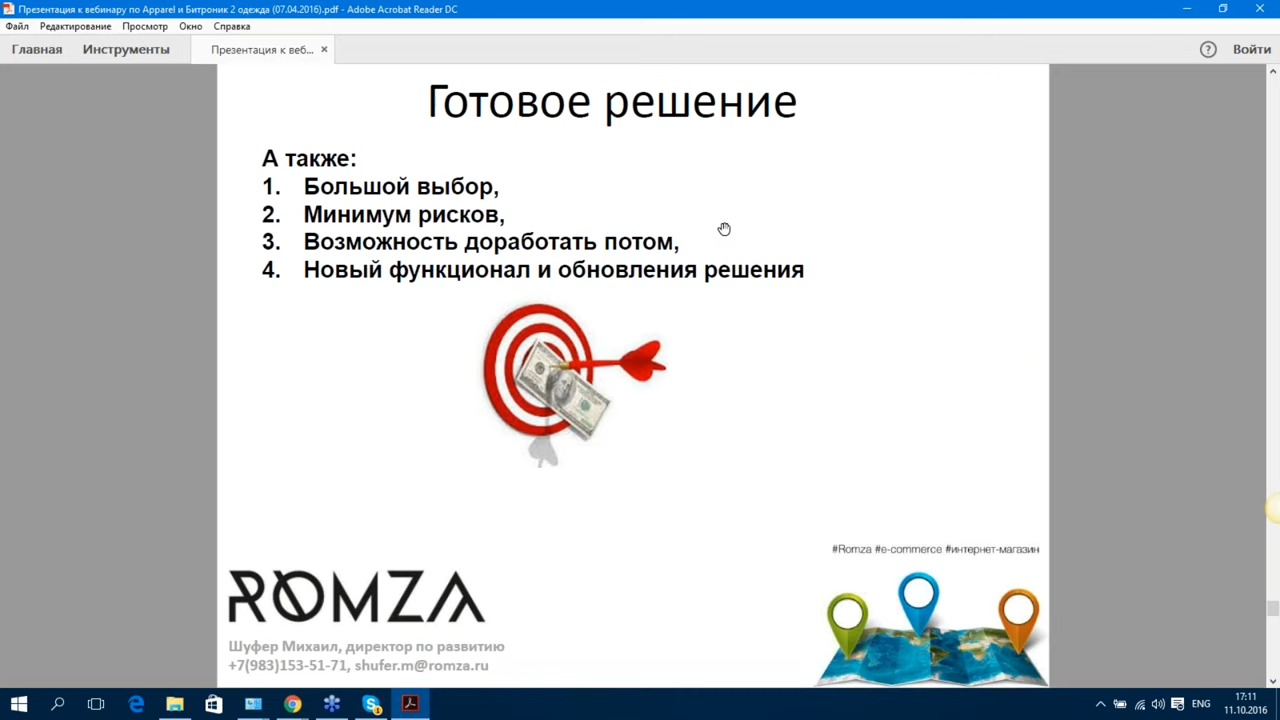 Презентация к вебинару по Apparel и Битроник 2 одежда (07.04.2016).pdf - Adobe Acrobat Reader DC
Файл Редактирование Просмотр Окно Справка
Главная Инструменты Презентация к веб... × ? Войти
Готовое решение
А также:
1. Большой выбор,
2. Минимум рисков,
3. Возможность доработать потом,
4. Новый функционал и обновления решения
#Romza #e-commerce #интернет-магазин
ROMZA
Шуфер Михаил, директор по развитию
+7(983)153-51-71, shufer.m@romza.ru
ENG
17:11
11.10.2016